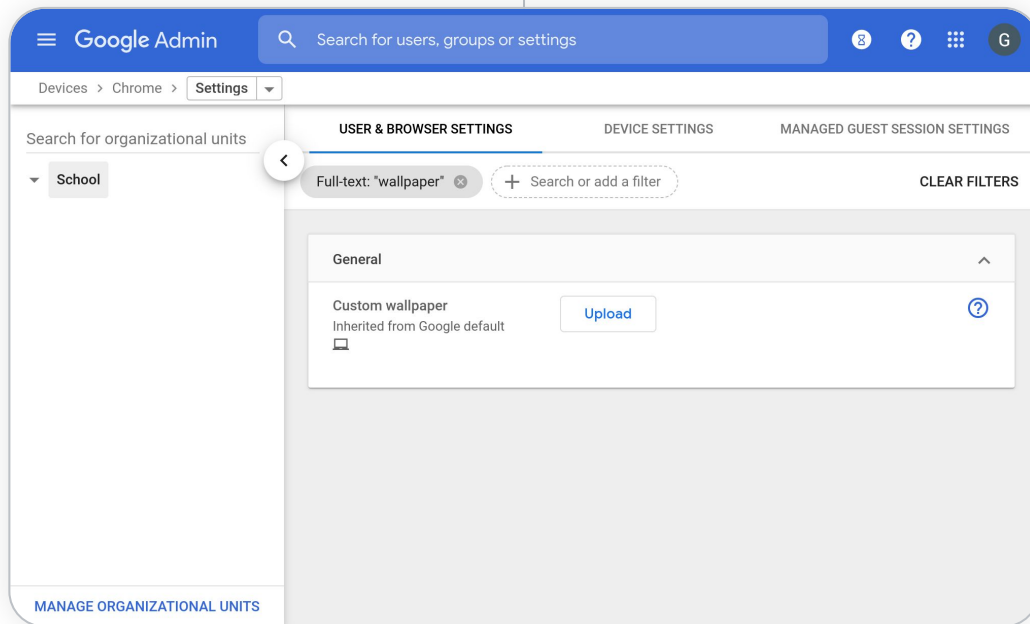 Google Admin
Search for users, groups or settings
G
Devices > Chrome > Settings
Search for organizational units
School
MANAGE ORGANIZATIONAL UNITS
USER & BROWSER SETTINGS
DEVICE SETTINGS
MANAGED GUEST SESSION SETTINGS
Full-text: "wallpaper"
+ Search or add a filter
CLEAR FILTERS
General
Custom wallpaper
Inherited from Google default
Upload